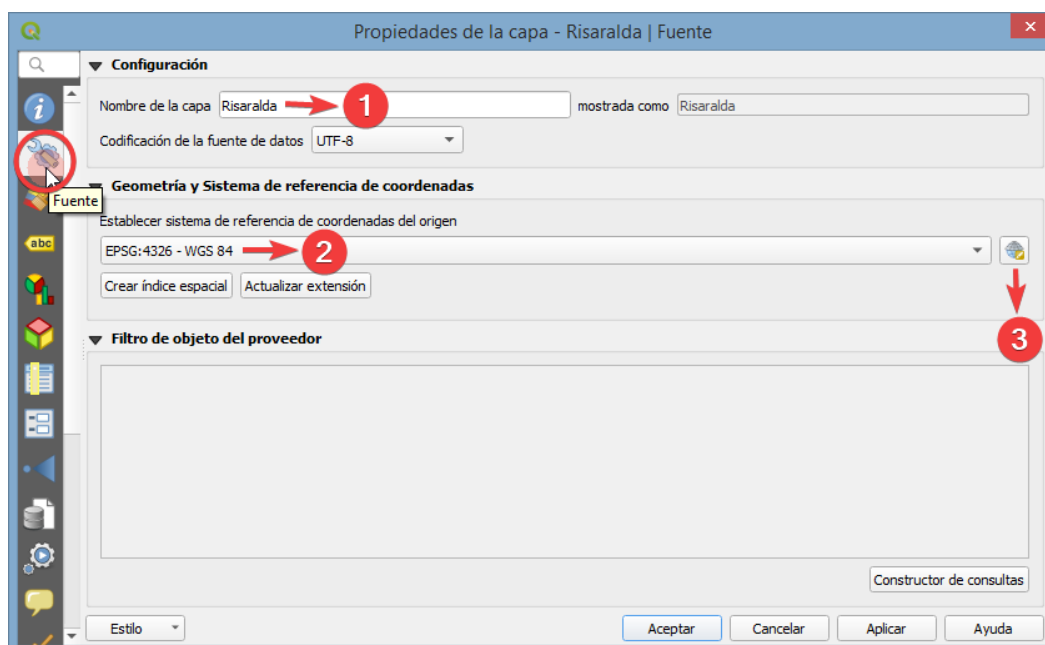 Propiedades de la capa - Risaralda | Fuente
Configuración
Nombre de la capa Risaralda 1 mostrada como Risaralda
Codificación de la fuente de datos UTF-8
Fuente
Geometría y Sistema de referencia de coordenadas
Establecer sistema de referencia de coordenadas del origen
abc
EPSG:4326 - WGS 84 2
Crear índice espacial Actualizar extensión
3
Filtro de objeto del proveedor
Constructor de consultas
Estilo Aceptar Cancelar Aplicar Ayuda